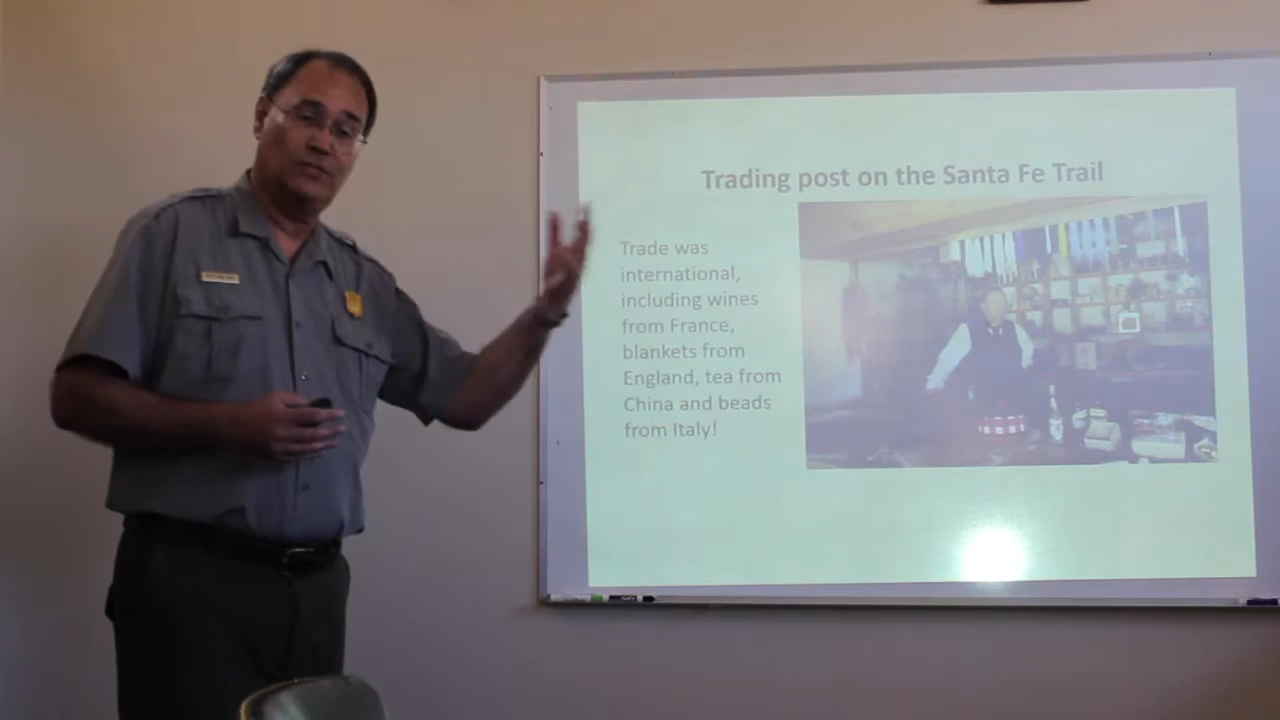 Trading post on the Santa Fe Trail
Trade was
international,
including wines
from France,
blankets from
England, tea from
China and beads
from Italy!